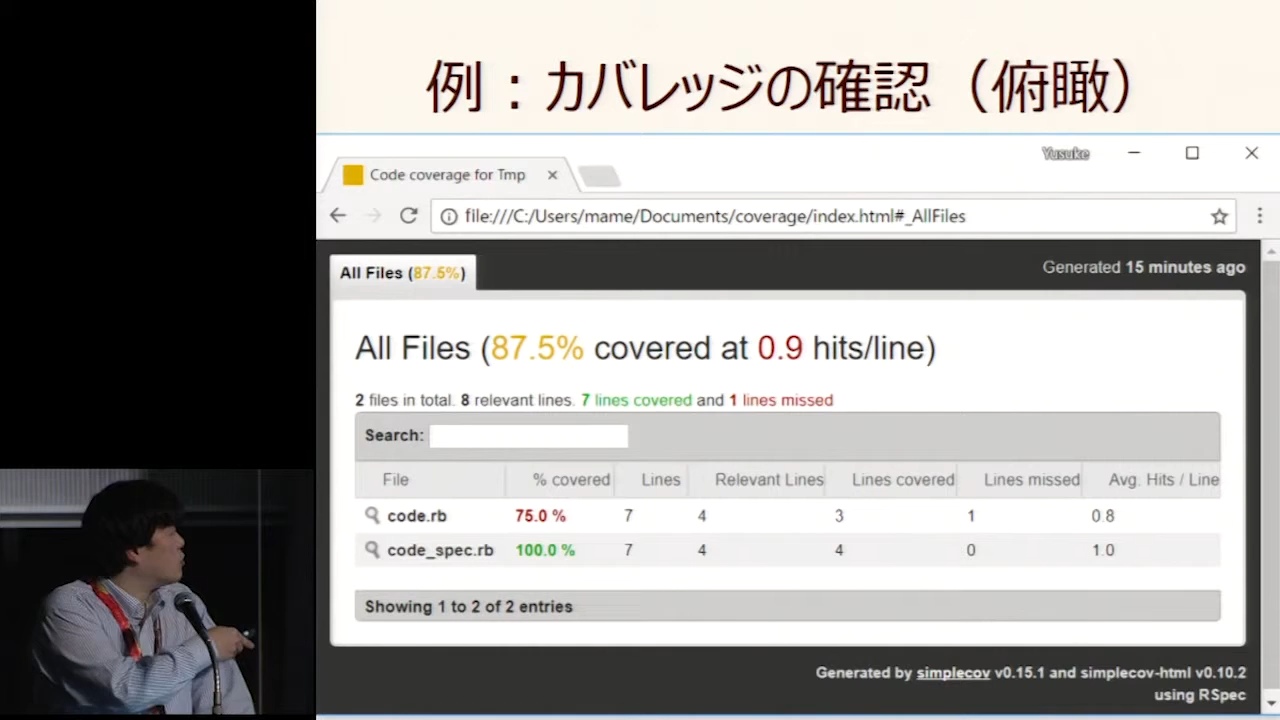 例：カバレッジの確認（俯瞰）
Yusuke
Code coverage for Tmp
file:///C:/Users/mame/Documents/coverage/index.html#_AllFiles
All Files (87.5%)
Generated 15 minutes ago
All Files (87.5% covered at 0.9 hits/line)
2 files in total. 8 relevant lines. 7 lines covered and 1 lines missed
Search:
File % covered Lines Relevant Lines Lines covered Lines missed Avg. Hits / Line
code.rb 75.0 % 7 4 3 1 0.8
code_spec.rb 100.0 % 7 4 4 0 1.0
Showing 1 to 2 of 2 entries
Generated by simplecov v0.15.1 and simplecov-html v0.10.2
using RSpec